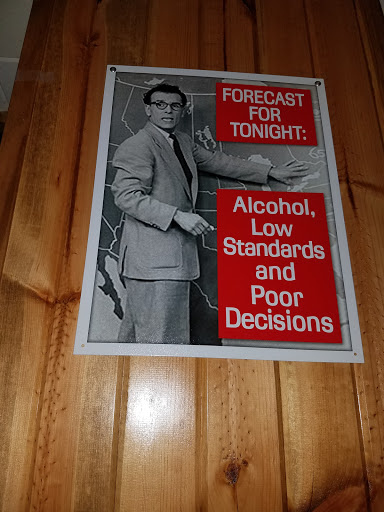 FORECAST
FOR
TONIGHT:
Alcohol,
Low
Standards
and
Poor
Decisions